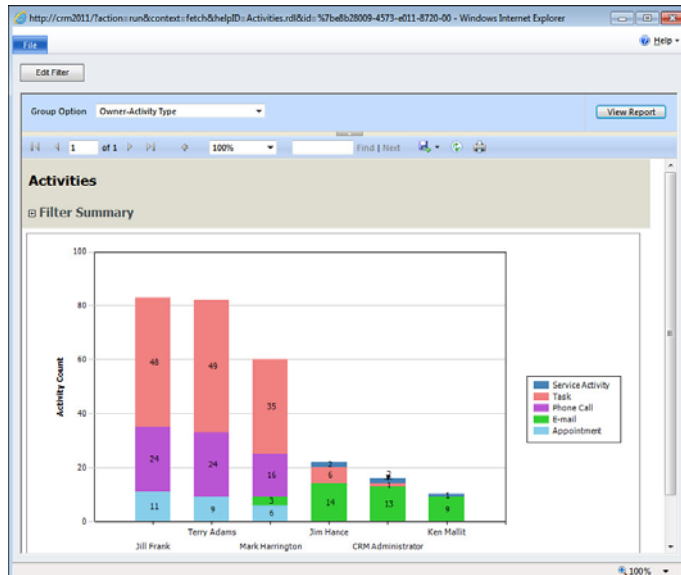 http://crm2011/?action=run&context=fetch&helpID=Activities.rdl&id=%7be8b28009-4573-e011-8720-00 - Windows Internet Explorer
File
Help
Edit Filter
Group Option Owner-Activity Type View Report
1 of 1 100% Find | Next
Activities
Filter Summary
100
80
60
40
20
0
Activity Count
48
24
11
49
24
9
35
16
3
6
2
6
14
2
1
13
1
9
Service Activity
Task
Phone Call
E-mail
Appointment
Terry Adams Jim Hance Ken Mallit
Jill Frank Mark Harrington CRM Administrator
100%